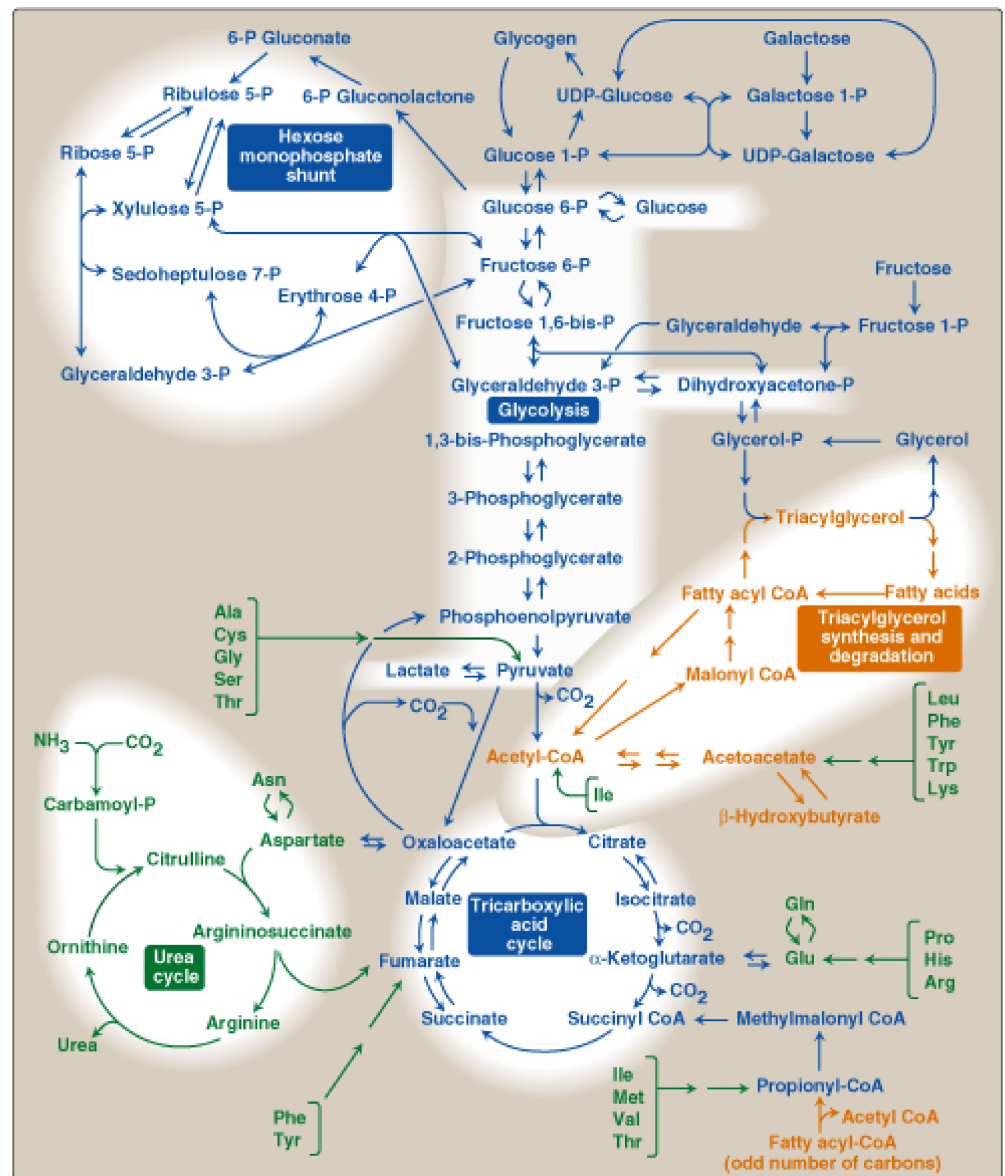 6-P Gluconate
Glycogen
Galactose
Ribulose 5-P
6-P Gluconolactone
UDP-Glucose
Galactose 1-P
Hexose
monophosphate
shunt
Ribose 5-P
Glucose 1-P
UDP-Galactose
Xylulose 5-P
Glucose 6-P
Glucose
Sedoheptulose 7-P
Fructose 6-P
Fructose
Erythrose 4-P
Fructose 1,6-bis-P
Glyceraldehyde
Fructose 1-P
Glyceraldehyde 3-P
Glyceraldehyde 3-P
Dihydroxyacetone-P
Glycolysis
1,3-bis-Phosphoglycerate
Glycerol-P
Glycerol
3-Phosphoglycerate
Triacylglycerol
2-Phosphoglycerate
Fatty acyl CoA
Fatty acids
Triacylglycerol
synthesis and
degradation
Ala
Cys
Gly
Ser
Thr
Phosphoenolpyruvate
Lactate
Pyruvate
Malonyl CoA
CO2
CO2
Leu
Phe
Tyr
Trp
Lys
NH3
CO2
Acetyl-CoA
Acetoacetate
Asn
Ile
Carbamoyl-P
β-Hydroxybutyrate
Aspartate
Oxaloacetate
Citrate
Citrulline
Malate
Tricarboxylic
acid
cycle
Isocitrate
Gln
CO2
Ornithine
Argininosuccinate
Urea
cycle
Fumarate
α-Ketoglutarate
Glu
Pro
His
Arg
CO2
Arginine
Succinate
Succinyl CoA
Methylmalonyl CoA
Urea
Ile
Met
Val
Thr
Propionyl-CoA
Phe
Tyr
Acetyl CoA
Fatty acyl-CoA
(odd number of carbons)